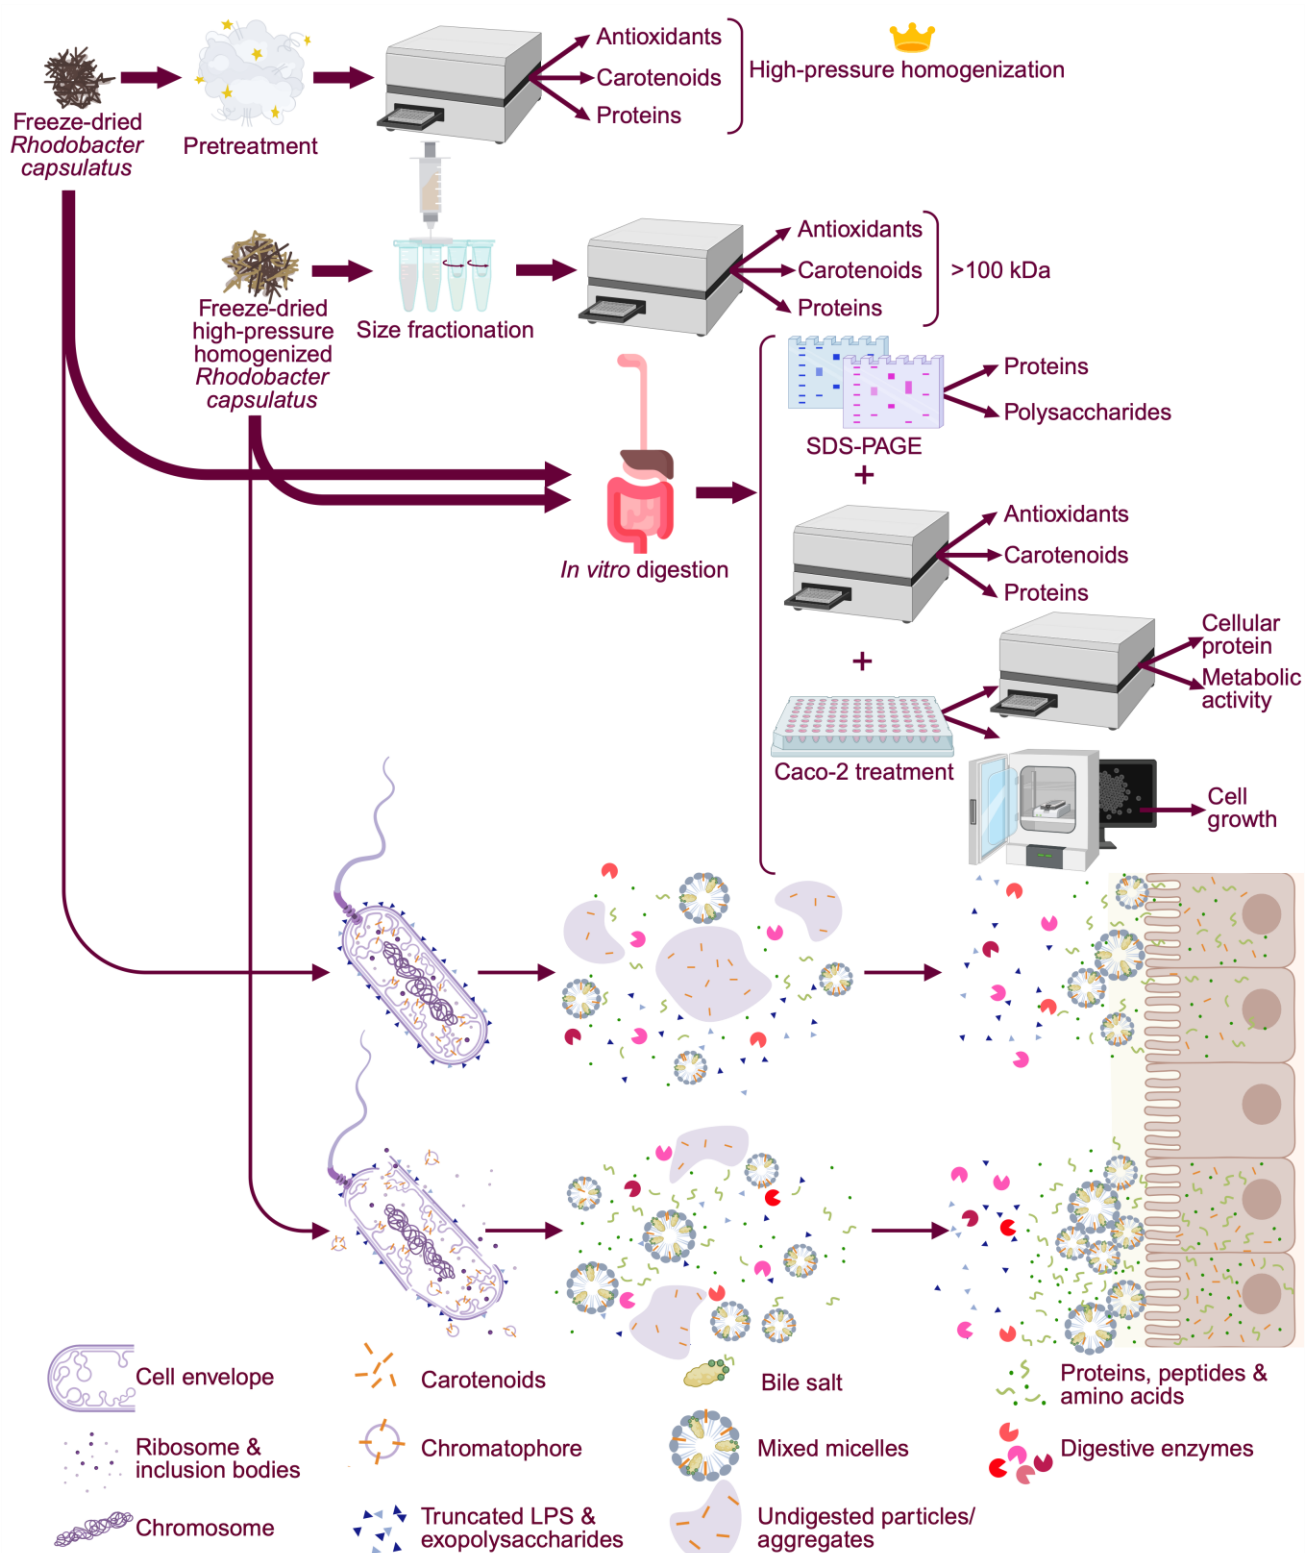 Antioxidants
Carotenoids
Proteins
High-pressure homogenization
Freeze-dried
Rhodobacter
capsulatus
Pretreatment
Antioxidants
Carotenoids
Proteins
>100 kDa
Freeze-dried
high-pressure
homogenized
Rhodobacter
capsulatus
Size fractionation
Proteins
Polysaccharides
SDS-PAGE
+
Antioxidants
Carotenoids
Proteins
In vitro digestion
+
Cellular
protein
Metabolic
activity
Caco-2 treatment
Cell
growth
Cell envelope
Carotenoids
Bile salt
Proteins, peptides &
amino acids
Ribosome &
inclusion bodies
Chromatophore
Mixed micelles
Digestive enzymes
Chromosome
Truncated LPS &
exopolysaccharides
Undigested particles/
aggregates